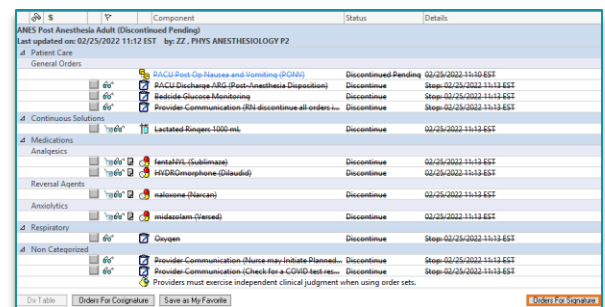 $ Component Status Details
ANES Post Anesthesia Adult (Discontinued Pending)
Last updated on: 02/25/2022 11:12 EST by: ZZ , PHYS ANESTHESIOLOGY P2
Patient Care
General Orders
PACU Post Op Nausea and Vomiting (PONV) Discontinued Pending 02/25/2022 11:10 EST
PACU Discharge ARG (Post-Anesthesia Disposition) Discontinue Stop: 02/25/2022 11:13 EST
Bedside Glucose Monitoring Discontinue Stop: 02/25/2022 11:13 EST
Provider Communication (RN discontinue all orders i... Discontinue Stop: 02/25/2022 11:13 EST
Continuous Solutions
Lactated Ringers 1000 mL Discontinue 02/25/2022 11:13 EST
Medications
Analgesics
fentaNYL (Sublimaze) Discontinue 02/25/2022 11:13 EST
HYDROmorphone (Dilaudid) Discontinue 02/25/2022 11:13 EST
Reversal Agents
naloxone (Narcan) Discontinue 02/25/2022 11:13 EST
Anxiolytics
midazolam (Versed) Discontinue 02/25/2022 11:13 EST
Respiratory
Oxygen Discontinue Stop: 02/25/2022 11:13 EST
Non Categorized
Provider Communication (Nurse may Initiate Planned... Discontinue Stop: 02/25/2022 11:13 EST
Provider Communication (Check for a COVID test res... Discontinue Stop: 02/25/2022 11:13 EST
Providers must exercise independent clinical judgment when using order sets.
Dx Table Orders For Cosignature Save as My Favorite Orders For Signature